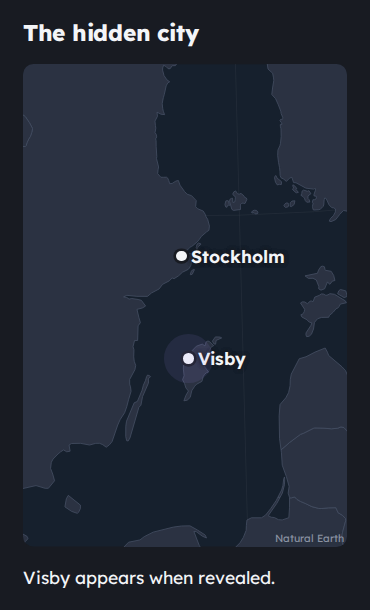 The hidden city
Stockholm
Visby
Natural Earth
Visby appears when revealed.